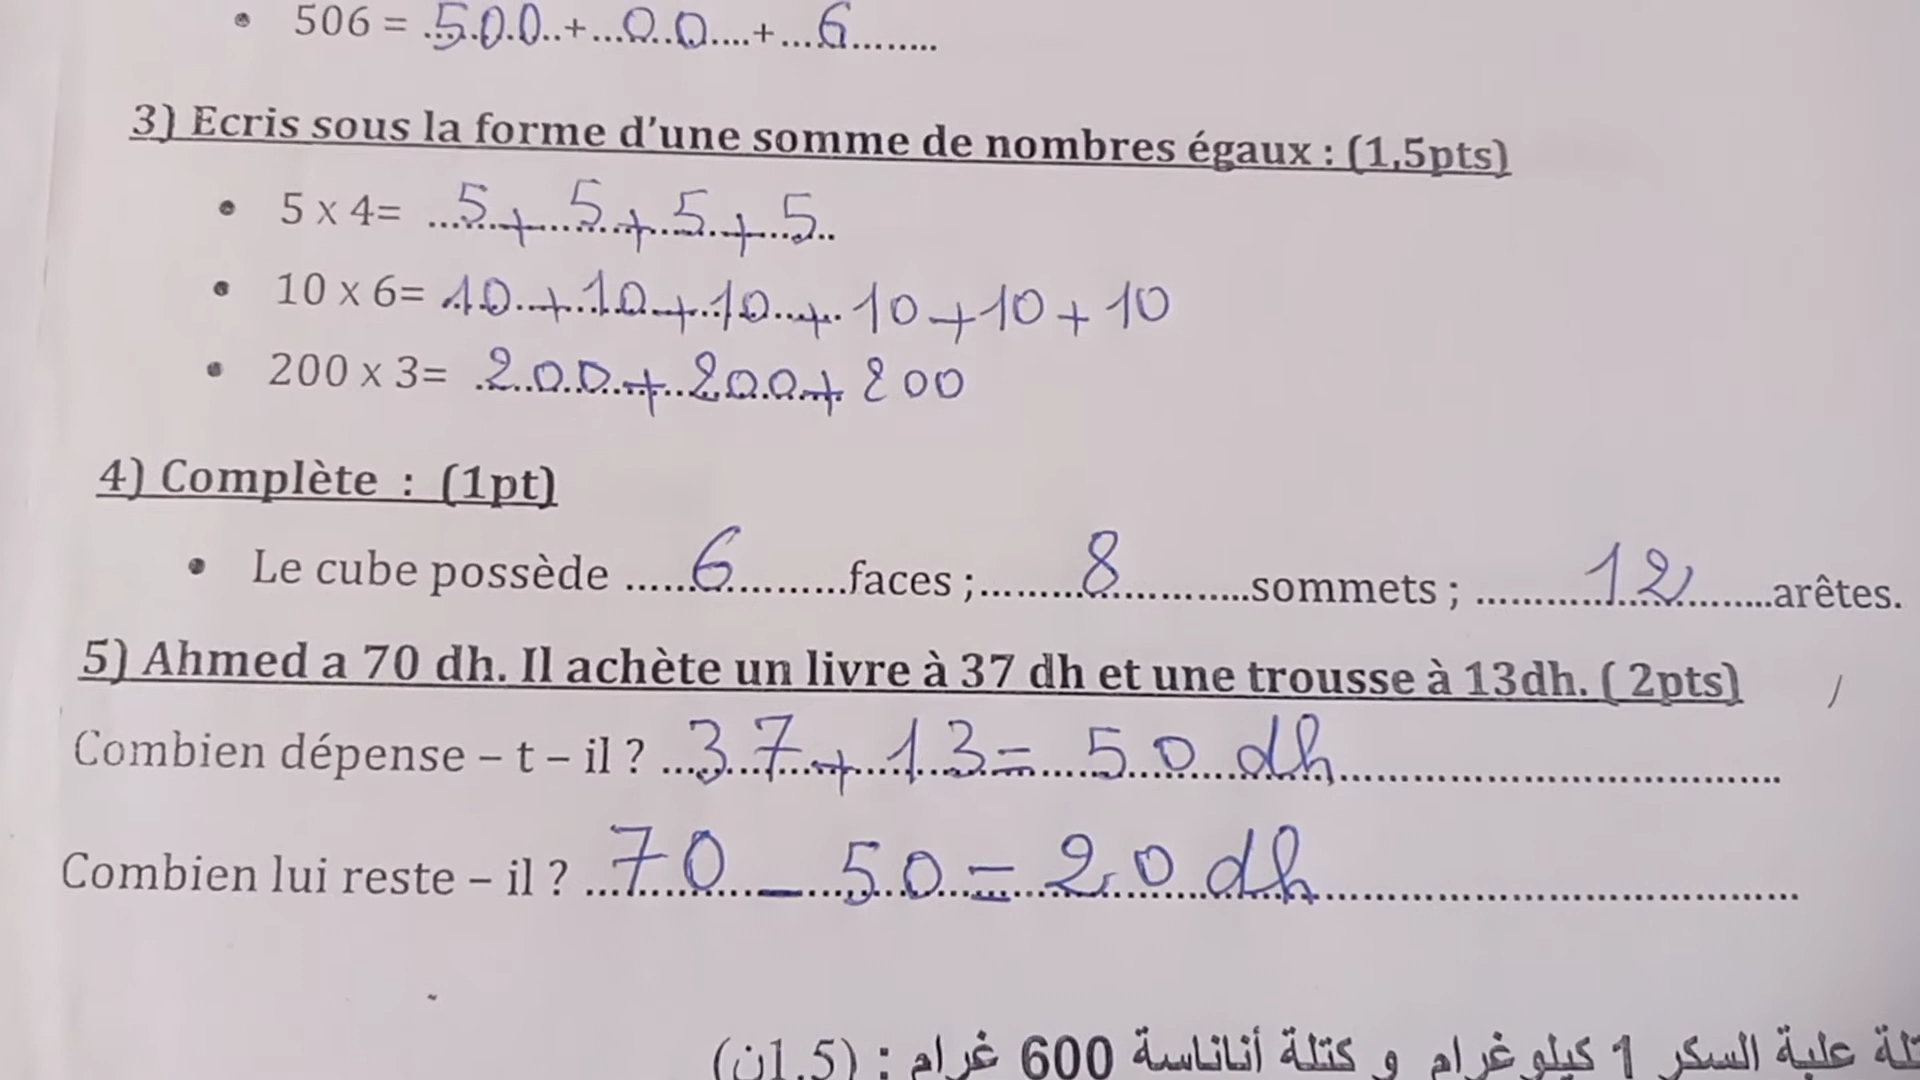 • 506 = .500..+...00....+...6........
3) Ecris sous la forme d'une somme de nombres égaux : (1,5pts)
• 5 x 4= ...5+5+5+5..
• 10 x 6= 10+10+10+10+10+10
• 200 x 3= .200+200+200
4) Complète : (1pt)
• Le cube possède ......6..........faces ;.........8.............sommets ; ............12........arêtes.
5) Ahmed a 70 dh. Il achète un livre à 37 dh et une trousse à 13dh. ( 2pts)
Combien dépense – t – il ? ...37+13=50 dh...............................
Combien lui reste – il ? ...70-50=20 dh.................................
علبة السكر 1 كيلوغرام و كتلة أناناسة 600 غرام : (1.5ن)